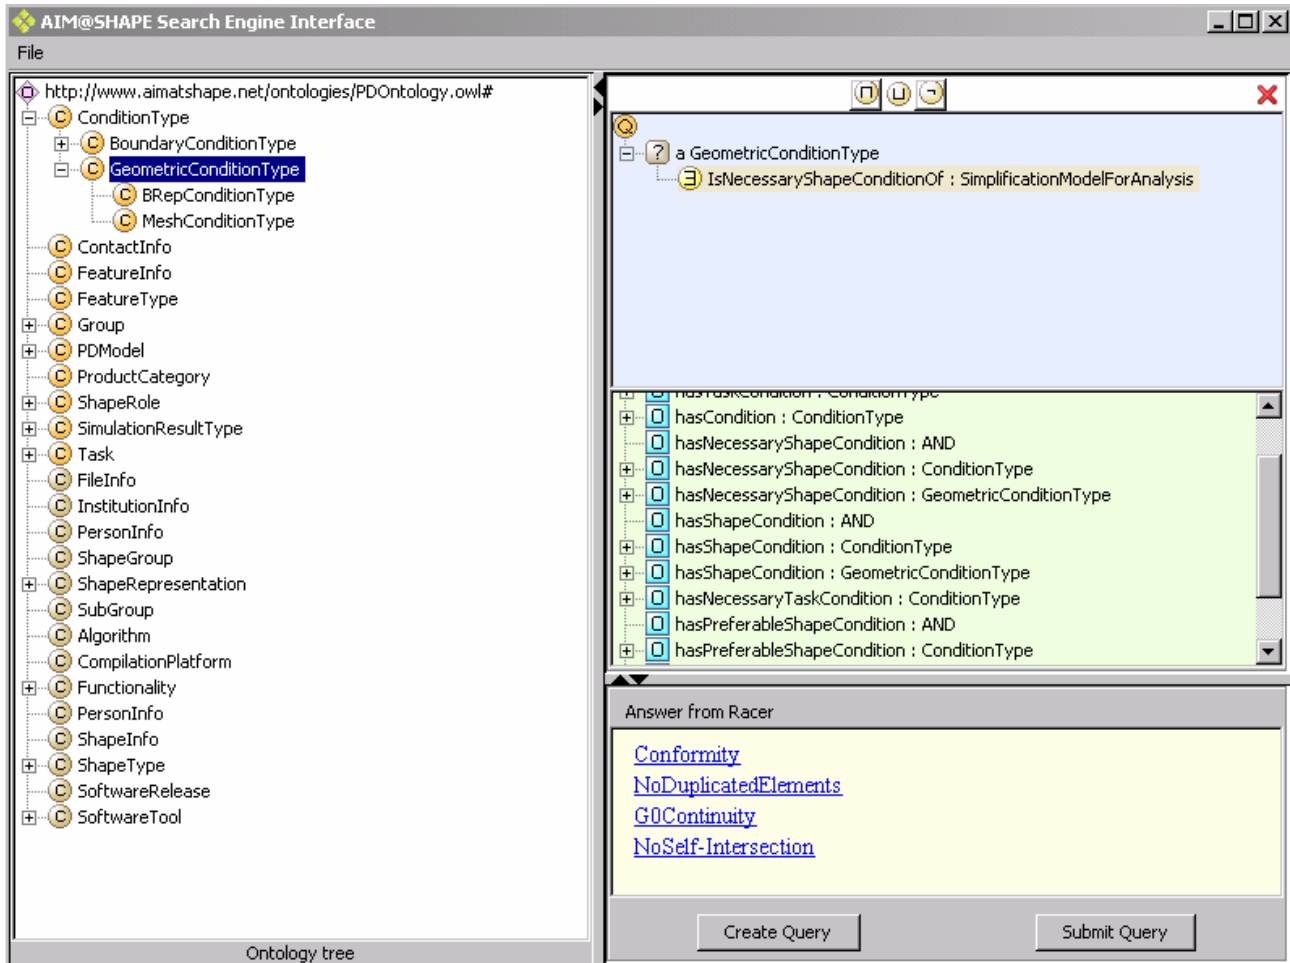 AIM@SHAPE Search Engine Interface
File
http://www.aimatshape.net/ontologies/PDOntology.owl#
C ConditionType
C BoundaryConditionType
C GeometricConditionType
C BRepConditionType
C MeshConditionType
C ContactInfo
C FeatureInfo
C FeatureType
C Group
C PDModel
C ProductCategory
C ShapeRole
C SimulationResultType
C Task
C FileInfo
C InstitutionInfo
C PersonInfo
C ShapeGroup
C ShapeRepresentation
C SubGroup
C Algorithm
C CompilationPlatform
C Functionality
C PersonInfo
C ShapeInfo
C ShapeType
C SoftwareRelease
C SoftwareTool
Ontology tree
⊓ ⊔ ¬
Q
? a GeometricConditionType
∃ IsNecessaryShapeConditionOf : SimplificationModelForAnalysis
O hasTaskCondition : ConditionType
O hasCondition : ConditionType
O hasNecessaryShapeCondition : AND
O hasNecessaryShapeCondition : ConditionType
O hasNecessaryShapeCondition : GeometricConditionType
O hasShapeCondition : AND
O hasShapeCondition : ConditionType
O hasShapeCondition : GeometricConditionType
O hasNecessaryTaskCondition : ConditionType
O hasPreferableShapeCondition : AND
O hasPreferableShapeCondition : ConditionType
Answer from Racer
Conformity
NoDuplicatedElements
G0Continuity
NoSelf-Intersection
Create Query
Submit Query